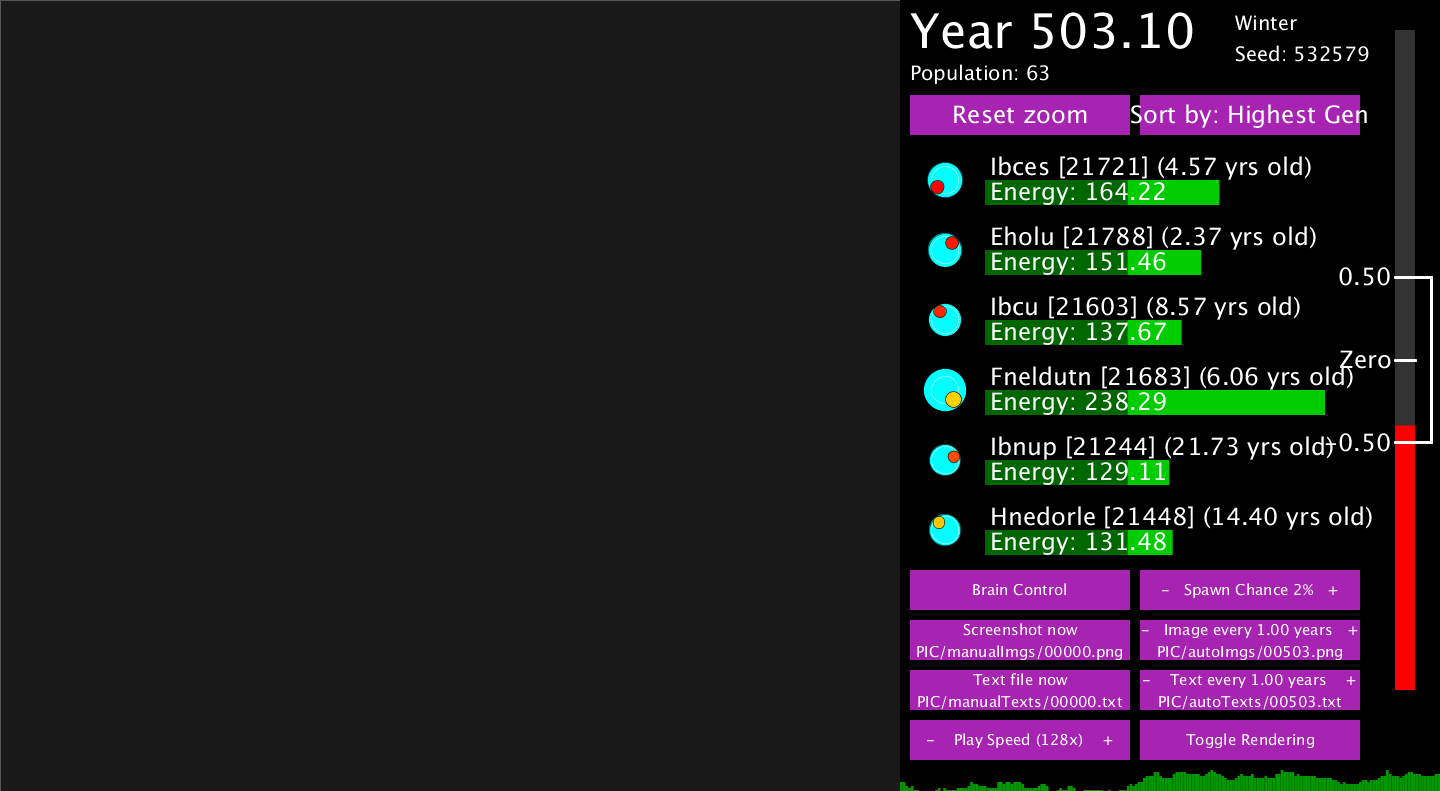 Year 503.10
Winter
Seed: 532579
Population: 63
Reset zoom
Sort by: Highest Gen
Ibces [21721] (4.57 yrs old)
Energy: 164.22
Eholu [21788] (2.37 yrs old)
Energy: 151.46
0.50
Ibcu [21603] (8.57 yrs old)
Energy: 137.67
Zero
Fneldutn [21683] (6.06 yrs old)
Energy: 238.29
Ibnup [21244] (21.73 yrs old)
-0.50
Energy: 129.11
Hnedorle [21448] (14.40 yrs old)
Energy: 131.48
Brain Control
- Spawn Chance 2% +
Screenshot now
PIC/manualImgs/00000.png
- Image every 1.00 years +
PIC/autoImgs/00503.png
Text file now
PIC/manualTexts/00000.txt
- Text every 1.00 years +
PIC/autoTexts/00503.txt
- Play Speed (128x) +
Toggle Rendering